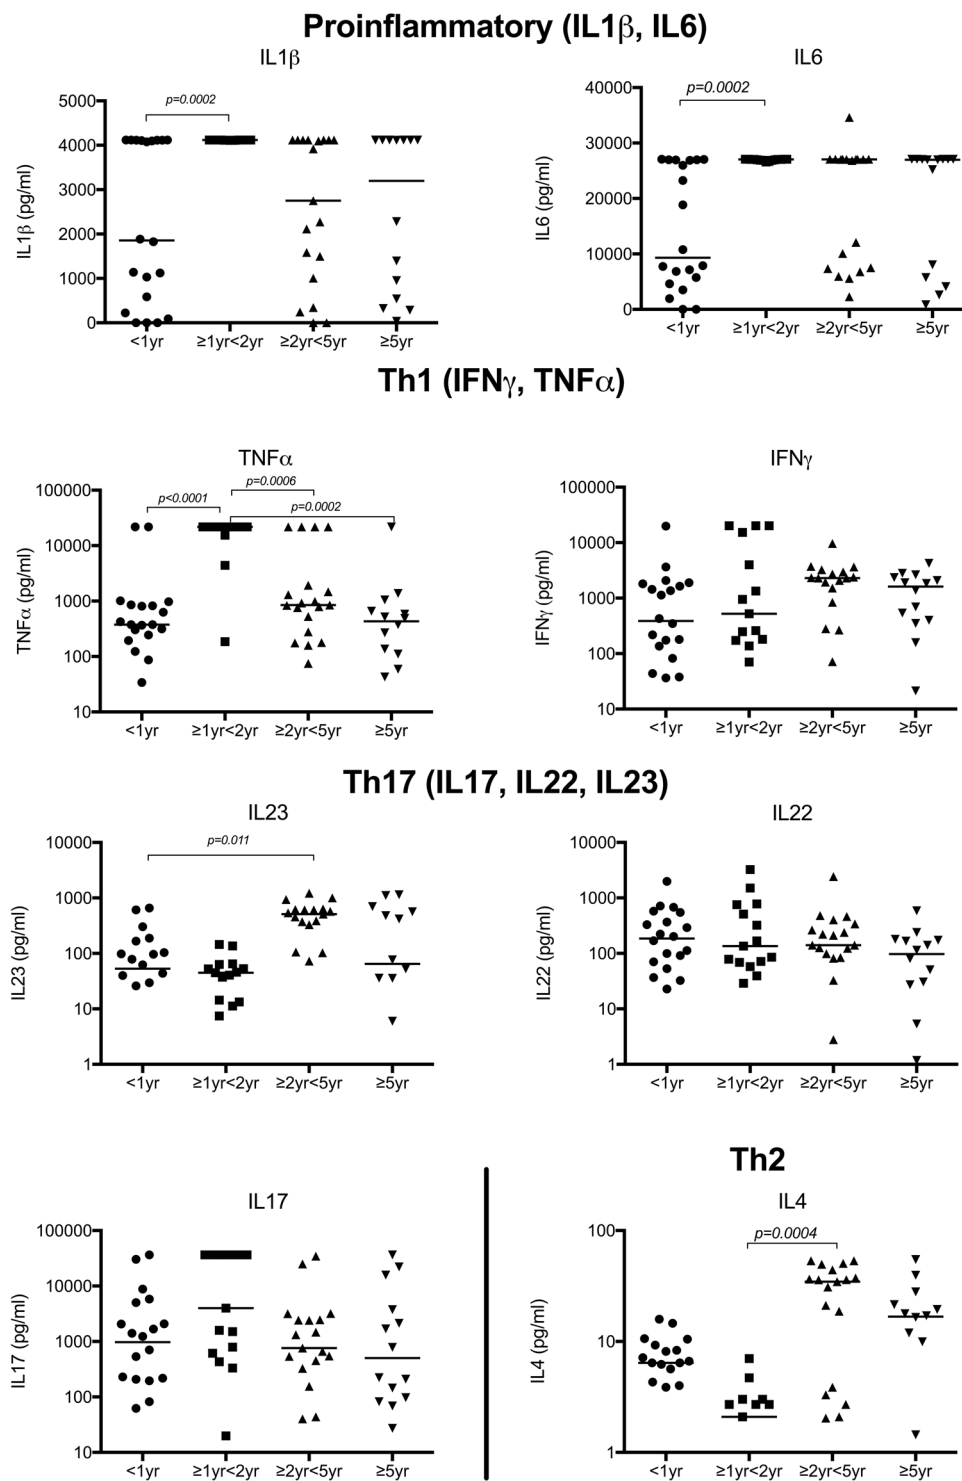 Proinflammatory (IL1β, IL6)
IL1β
IL6
5000
4000
3000
2000
1000
0
IL1β (pg/ml)
p=0.0002
<1yr ≥1yr<2yr ≥2yr<5yr ≥5yr
40000
30000
20000
10000
0
IL6 (pg/ml)
p=0.0002
<1yr ≥1yr<2yr ≥2yr<5yr ≥5yr
Th1 (IFNγ, TNFα)
TNFα
IFNγ
100000
10000
1000
100
10
TNFα (pg/ml)
p<0.0001
p=0.0006
p=0.0002
<1yr ≥1yr<2yr ≥2yr<5yr ≥5yr
100000
10000
1000
100
10
IFNγ (pg/ml)
<1yr ≥1yr<2yr ≥2yr<5yr ≥5yr
Th17 (IL17, IL22, IL23)
IL23
IL22
10000
1000
100
10
1
IL23 (pg/ml)
p=0.011
<1yr ≥1yr<2yr ≥2yr<5yr ≥5yr
10000
1000
100
10
1
IL22 (pg/ml)
<1yr ≥1yr<2yr ≥2yr<5yr ≥5yr
IL17
100000
10000
1000
100
10
IL17 (pg/ml)
<1yr ≥1yr<2yr ≥2yr<5yr ≥5yr
Th2
IL4
100
10
1
IL4 (pg/ml)
p=0.0004
<1yr ≥1yr<2yr ≥2yr<5yr ≥5yr